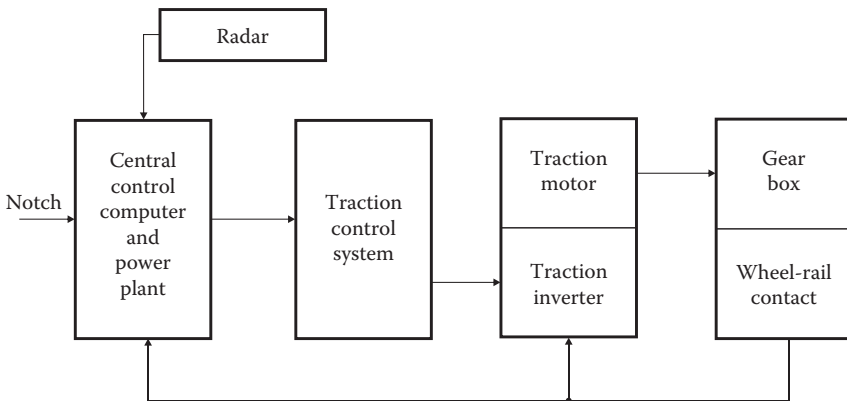 Radar
Notch
Central
control
computer
and
power
plant
Traction
control
system
Traction
motor
Traction
inverter
Gear
box
Wheel-rail
contact